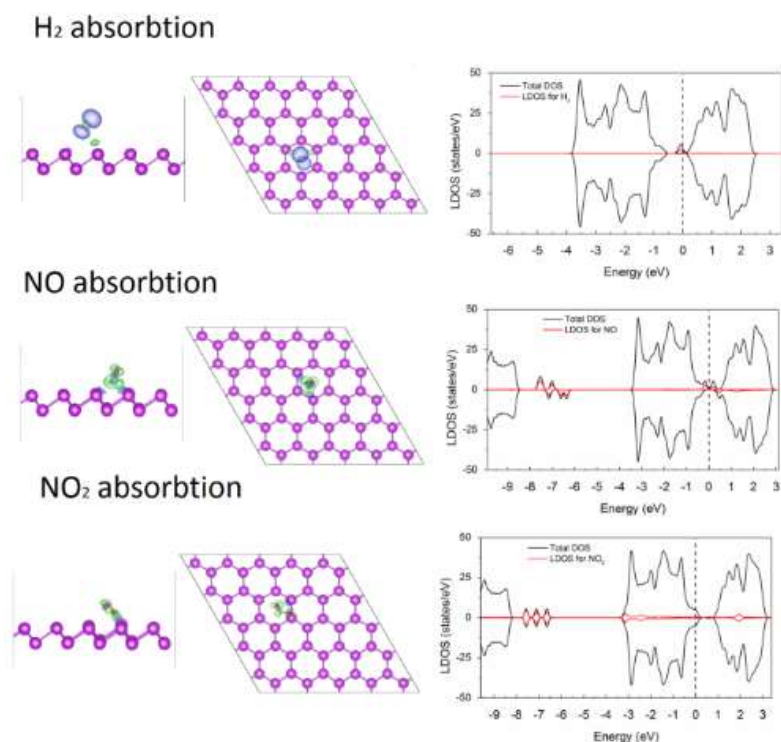 H₂ absorbtion
50
25
0
-25
-50
LDOS (states/eV)
Total DOS
LDOS for H₂
-6 -5 -4 -3 -2 -1 0 1 2 3
Energy (eV)
NO absorbtion
50
25
0
-25
-50
LDOS (states/eV)
Total DOS
LDOS for NO
-9 -8 -7 -6 -5 -4 -3 -2 -1 0 1 2 3
Energy (eV)
NO₂ absorbtion
50
25
0
-25
-50
LDOS (states/eV)
Total DOS
LDOS for NO₂
-9 -8 -7 -6 -5 -4 -3 -2 -1 0 1 2 3
Energy (eV)